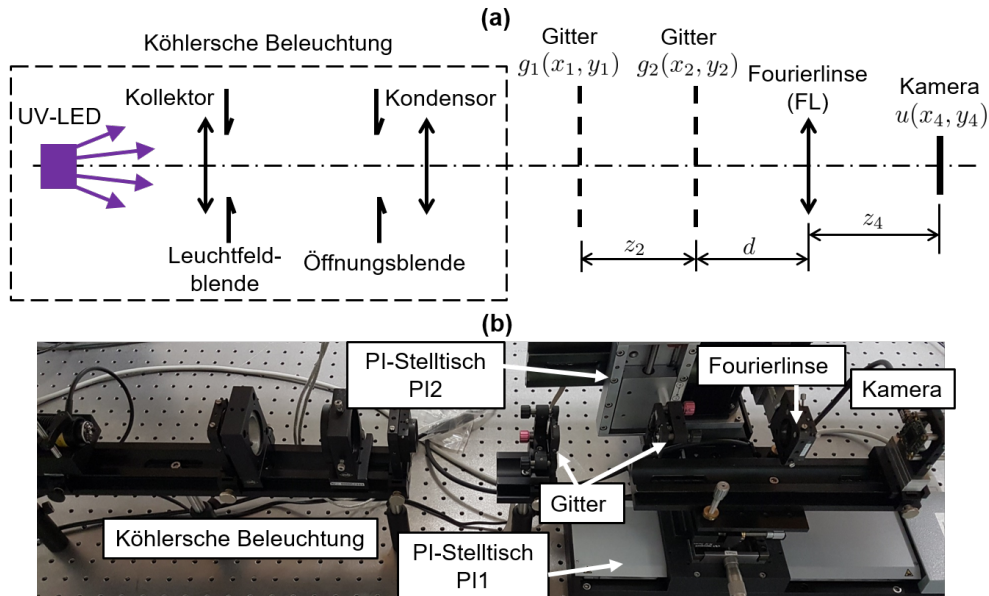 (a)
Köhlersche Beleuchtung
UV-LED
Kollektor
Kondensor
Leuchtfeld-
blende
Öffnungsblende
Gitter
g₁(x₁, y₁)
Gitter
g₂(x₂, y₂)
Fourierlinse
(FL)
Kamera
u(x₄, y₄)
z₂
d
z₄
(b)
PI-Stelltisch
PI2
Fourierlinse
Kamera
Gitter
Köhlersche Beleuchtung
PI-Stelltisch
PI1